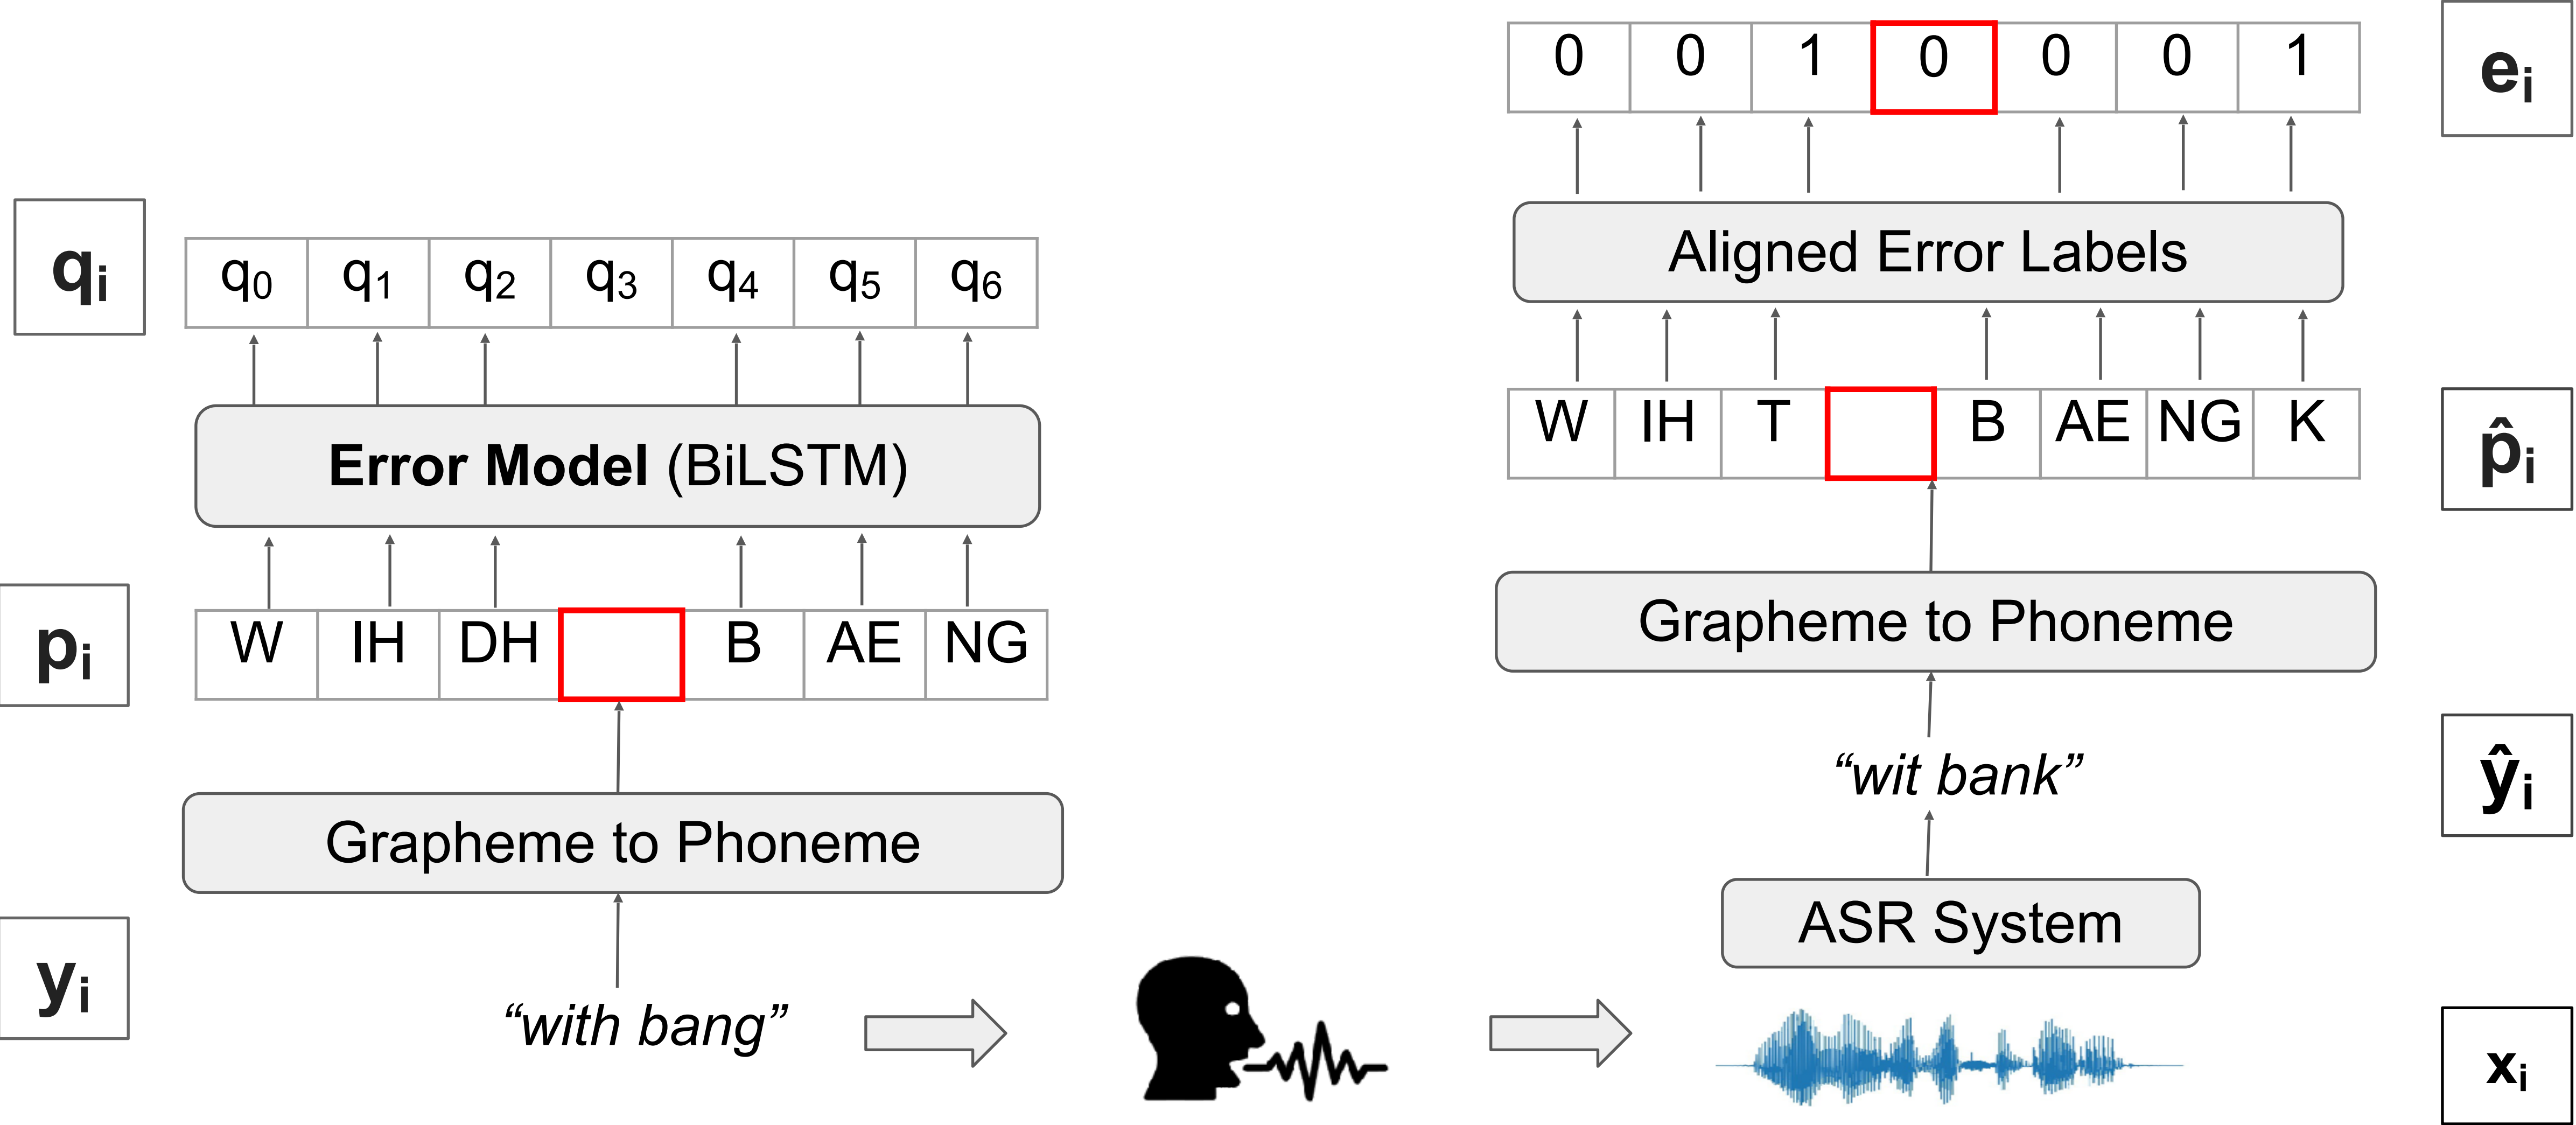 0 0 1 0 0 0 1
eᵢ
Aligned Error Labels
qᵢ
q₀ q₁ q₂ q₃ q₄ q₅ q₆
W IH T B AE NG K
p̂ᵢ
Error Model (BiLSTM)
Grapheme to Phoneme
pᵢ
W IH DH B AE NG
“wit bank”
ŷᵢ
Grapheme to Phoneme
ASR System
yᵢ
“with bang”
xᵢ